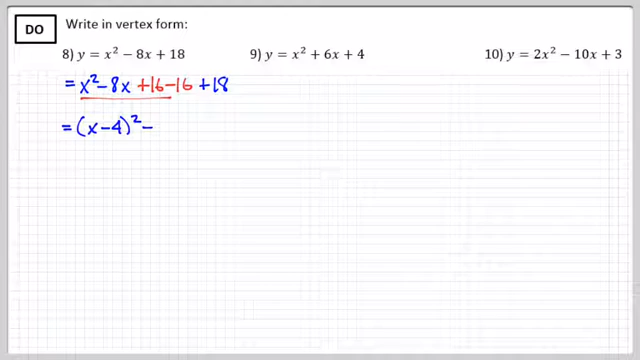 DO Write in vertex form:
8) y = x² − 8x + 18 9) y = x² + 6x + 4 10) y = 2x² − 10x + 3
= x² − 8x + 16 − 16 + 18
= (x − 4)² −